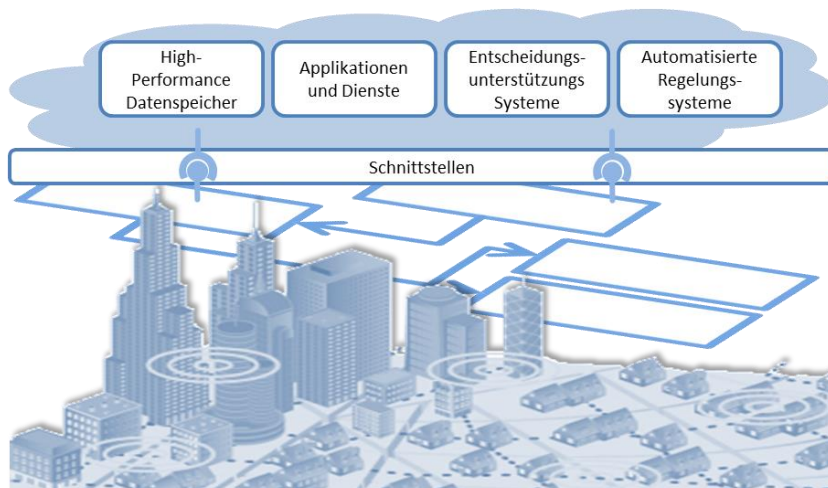 High-
Performance
Datenspeicher
Applikationen
und Dienste
Entscheidungs-
unterstützungs
Systeme
Automatisierte
Regelungs-
systeme
Schnittstellen